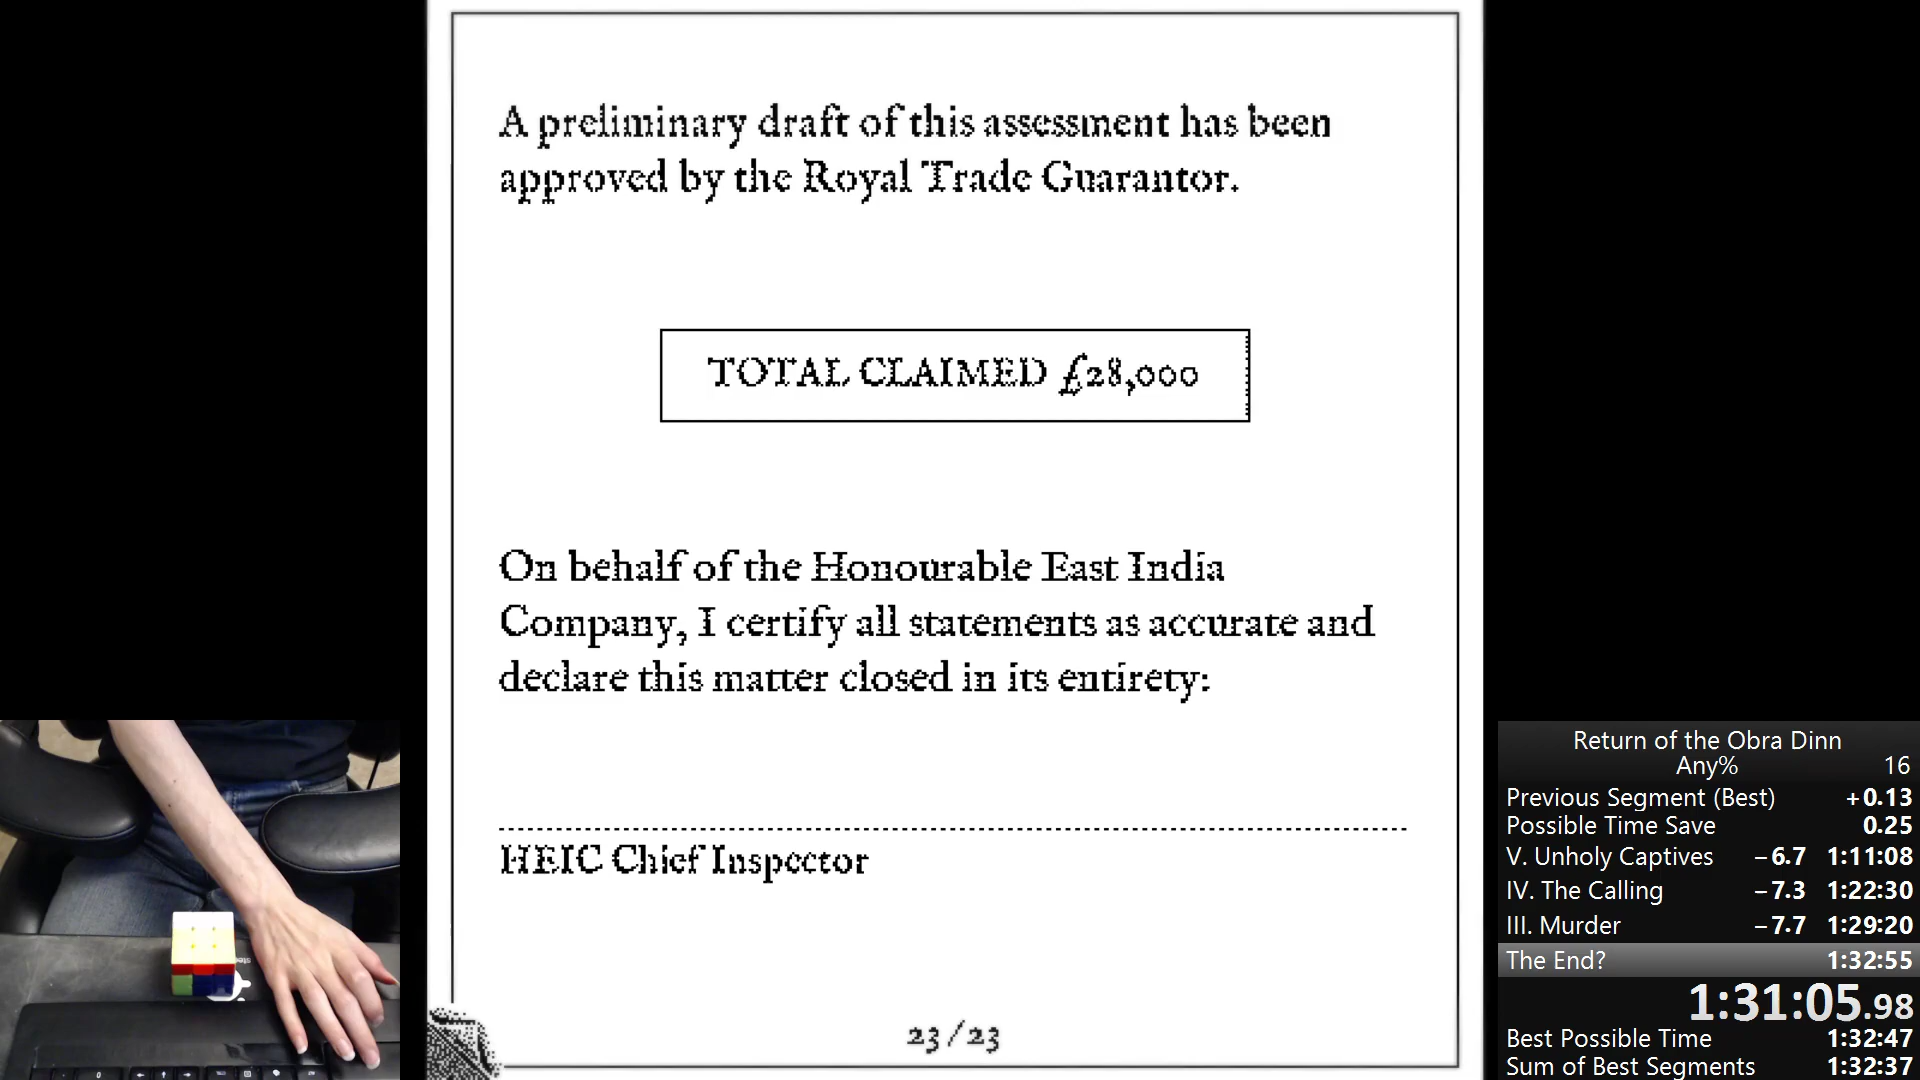 A preliminary draft of this assessment has been
approved by the Royal Trade Guarantor.
TOTAL CLAIMED £28,000
On behalf of the Honourable East India
Company, I certify all statements as accurate and
declare this matter closed in its entirety:
HEIC Chief Inspector
23/23
Return of the Obra Dinn
Any% 16
Previous Segment (Best) +0.13
Possible Time Save 0.25
V. Unholy Captives −6.7 1:11:08
IV. The Calling −7.3 1:22:30
III. Murder −7.7 1:29:20
The End? 1:32:55
1:31:05.98
Best Possible Time 1:32:47
Sum of Best Segments 1:32:37